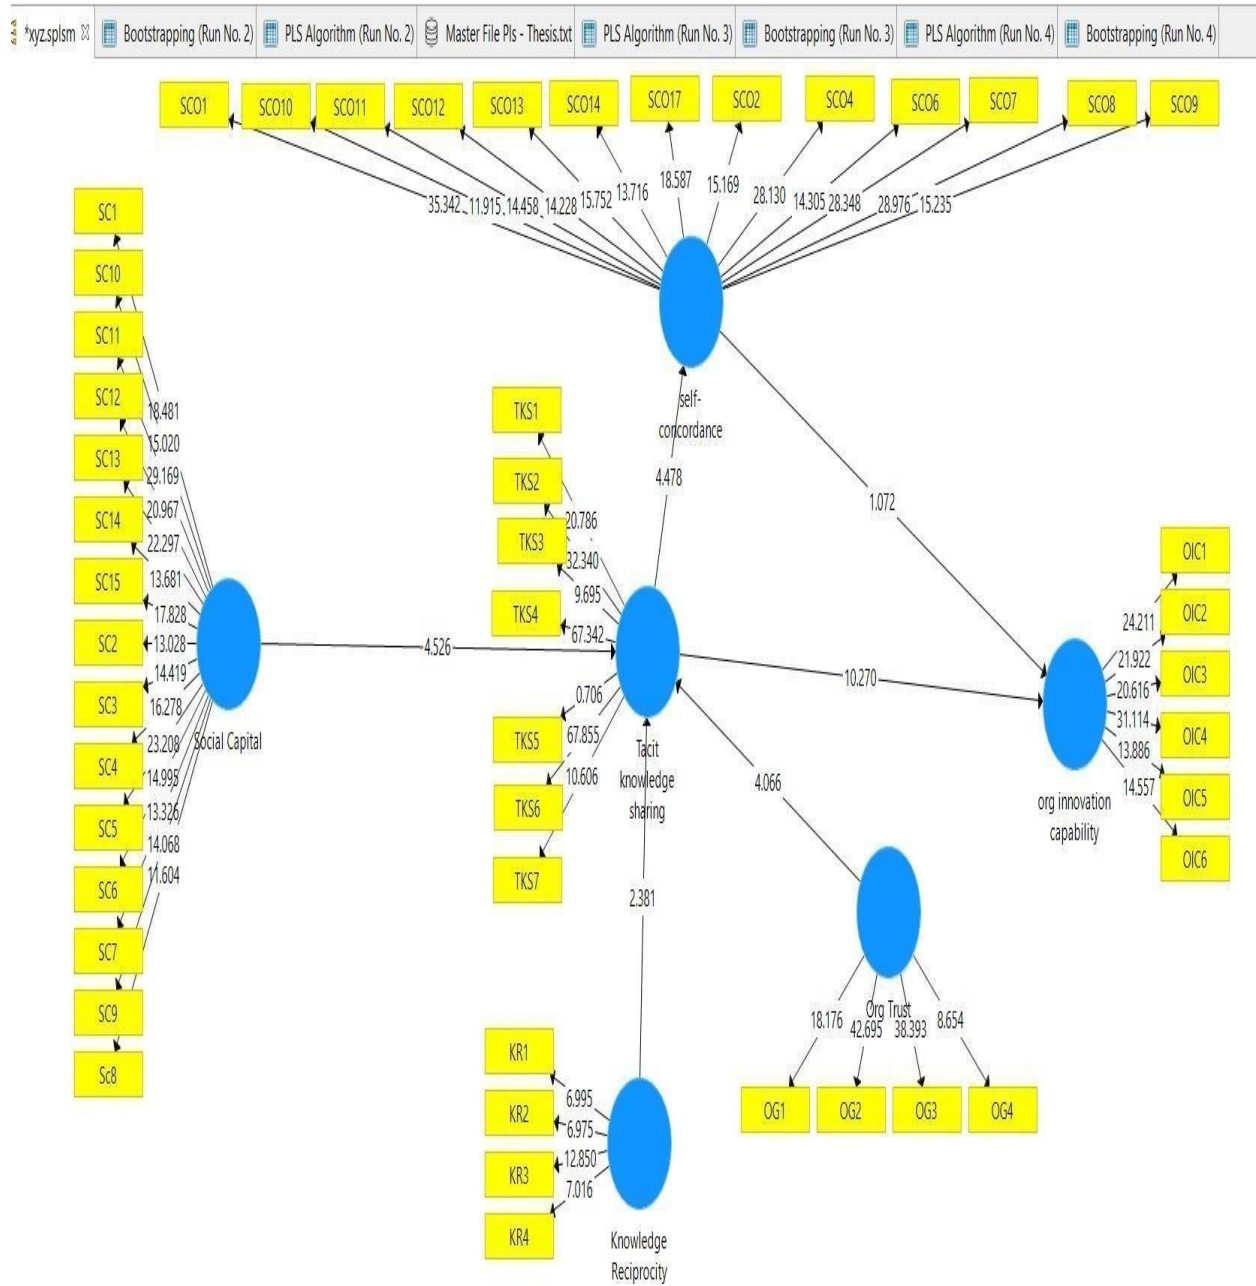 *xyz.splsm Bootstrapping (Run No. 2) PLS Algorithm (Run No. 2) Master File Pls - Thesis.txt PLS Algorithm (Run No. 3) Bootstrapping (Run No. 3) PLS Algorithm (Run No. 4) Bootstrapping (Run No. 4)
SCO1 SCO10 SCO11 SCO12 SCO13 SCO14 SCO17 SCO2 SCO4 SCO6 SCO7 SCO8 SCO9
35.342 11.915 14.458 14.228 15.752 13.716 18.587 15.169 28.130 14.305 28.348 28.976 15.235
self-
concordance
SC1
SC10
SC11
SC12
SC13
SC14
SC15
SC2
SC3
SC4
SC5
SC6
SC7
SC9
Sc8
18.481
15.020
29.169
20.967
22.297
13.681
17.828
13.028
14.419
16.278
23.208
14.995
13.326
14.068
11.604
Social Capital
4.526
TKS1
TKS2
TKS3
TKS4
TKS5
TKS6
TKS7
20.786
32.340
9.695
67.342
0.706
67.855
10.606
Tacit
knowledge
sharing
4.478
1.072
10.270
4.066
2.381
OIC1
OIC2
OIC3
OIC4
OIC5
OIC6
24.211
21.922
20.616
31.114
13.886
14.557
org innovation
capability
Org Trust
18.176 42.695 38.393 8.654
OG1 OG2 OG3 OG4
KR1
KR2
KR3
KR4
6.995
6.975
12.850
7.016
Knowledge
Reciprocity